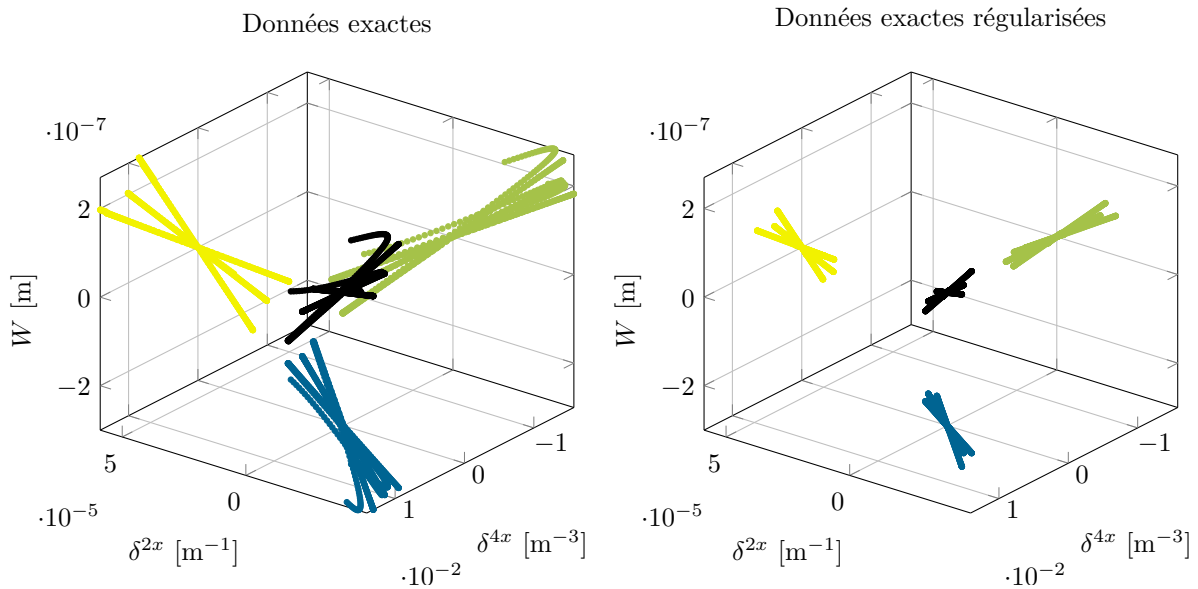 Données exactes
·10⁻⁷
2
0
−2
W [m]
5
0
·10⁻⁵
δ²ˣ [m⁻¹]
−1
0
1
δ⁴ˣ [m⁻³]
·10⁻²
Données exactes régularisées
·10⁻⁷
2
0
−2
W [m]
5
0
·10⁻⁵
δ²ˣ [m⁻¹]
−1
0
1
δ⁴ˣ [m⁻³]
·10⁻²